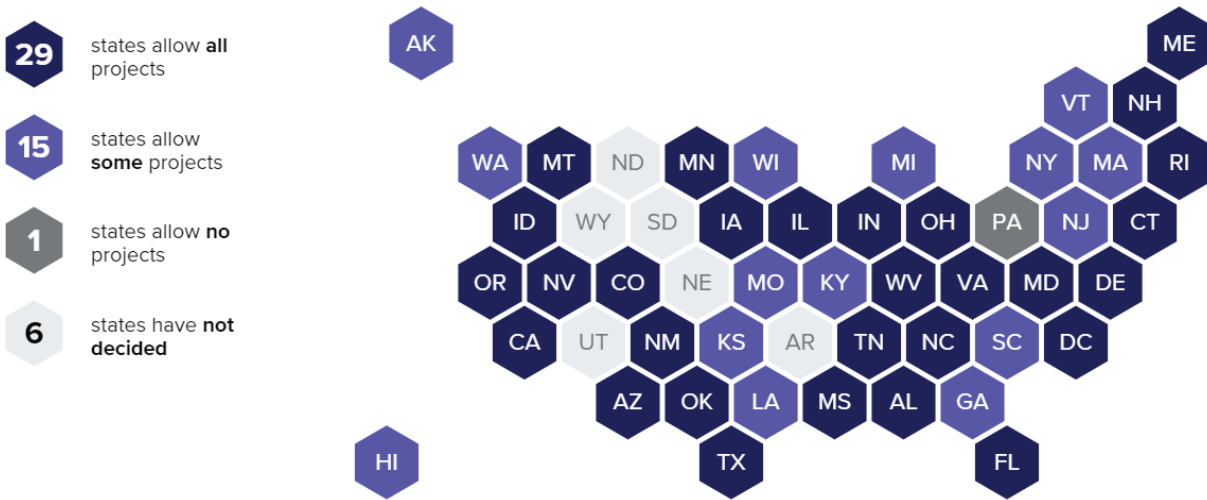 29
states allow all
projects
15
states allow
some projects
1
states allow no
projects
6
states have not
decided
AK
ME
VT NH
WA MT ND MN WI MI NY MA RI
ID WY SD IA IL IN OH PA NJ CT
OR NV CO NE MO KY WV VA MD DE
CA UT NM KS AR TN NC SC DC
AZ OK LA MS AL GA
HI TX FL